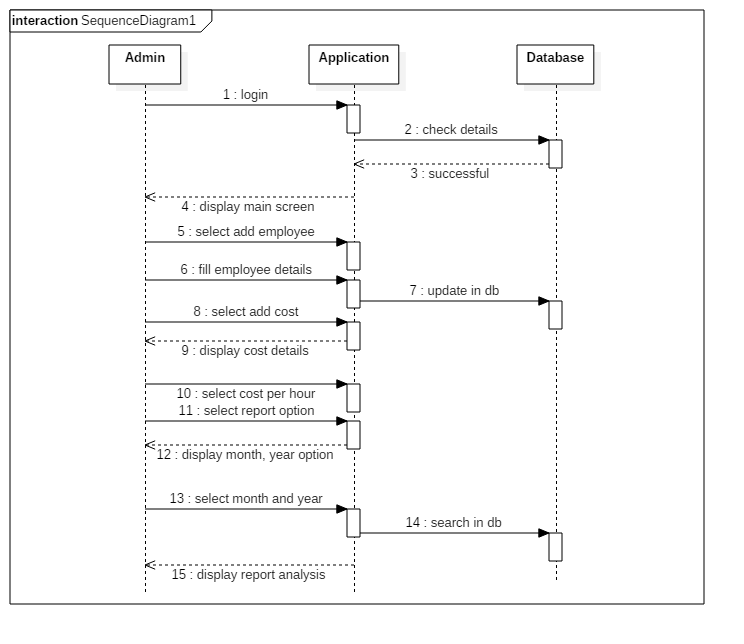 interaction SequenceDiagram1
Admin
Application
Database
1 : login
2 : check details
3 : successful
4 : display main screen
5 : select add employee
6 : fill employee details
7 : update in db
8 : select add cost
9 : display cost details
10 : select cost per hour
11 : select report option
12 : display month, year option
13 : select month and year
14 : search in db
15 : display report analysis